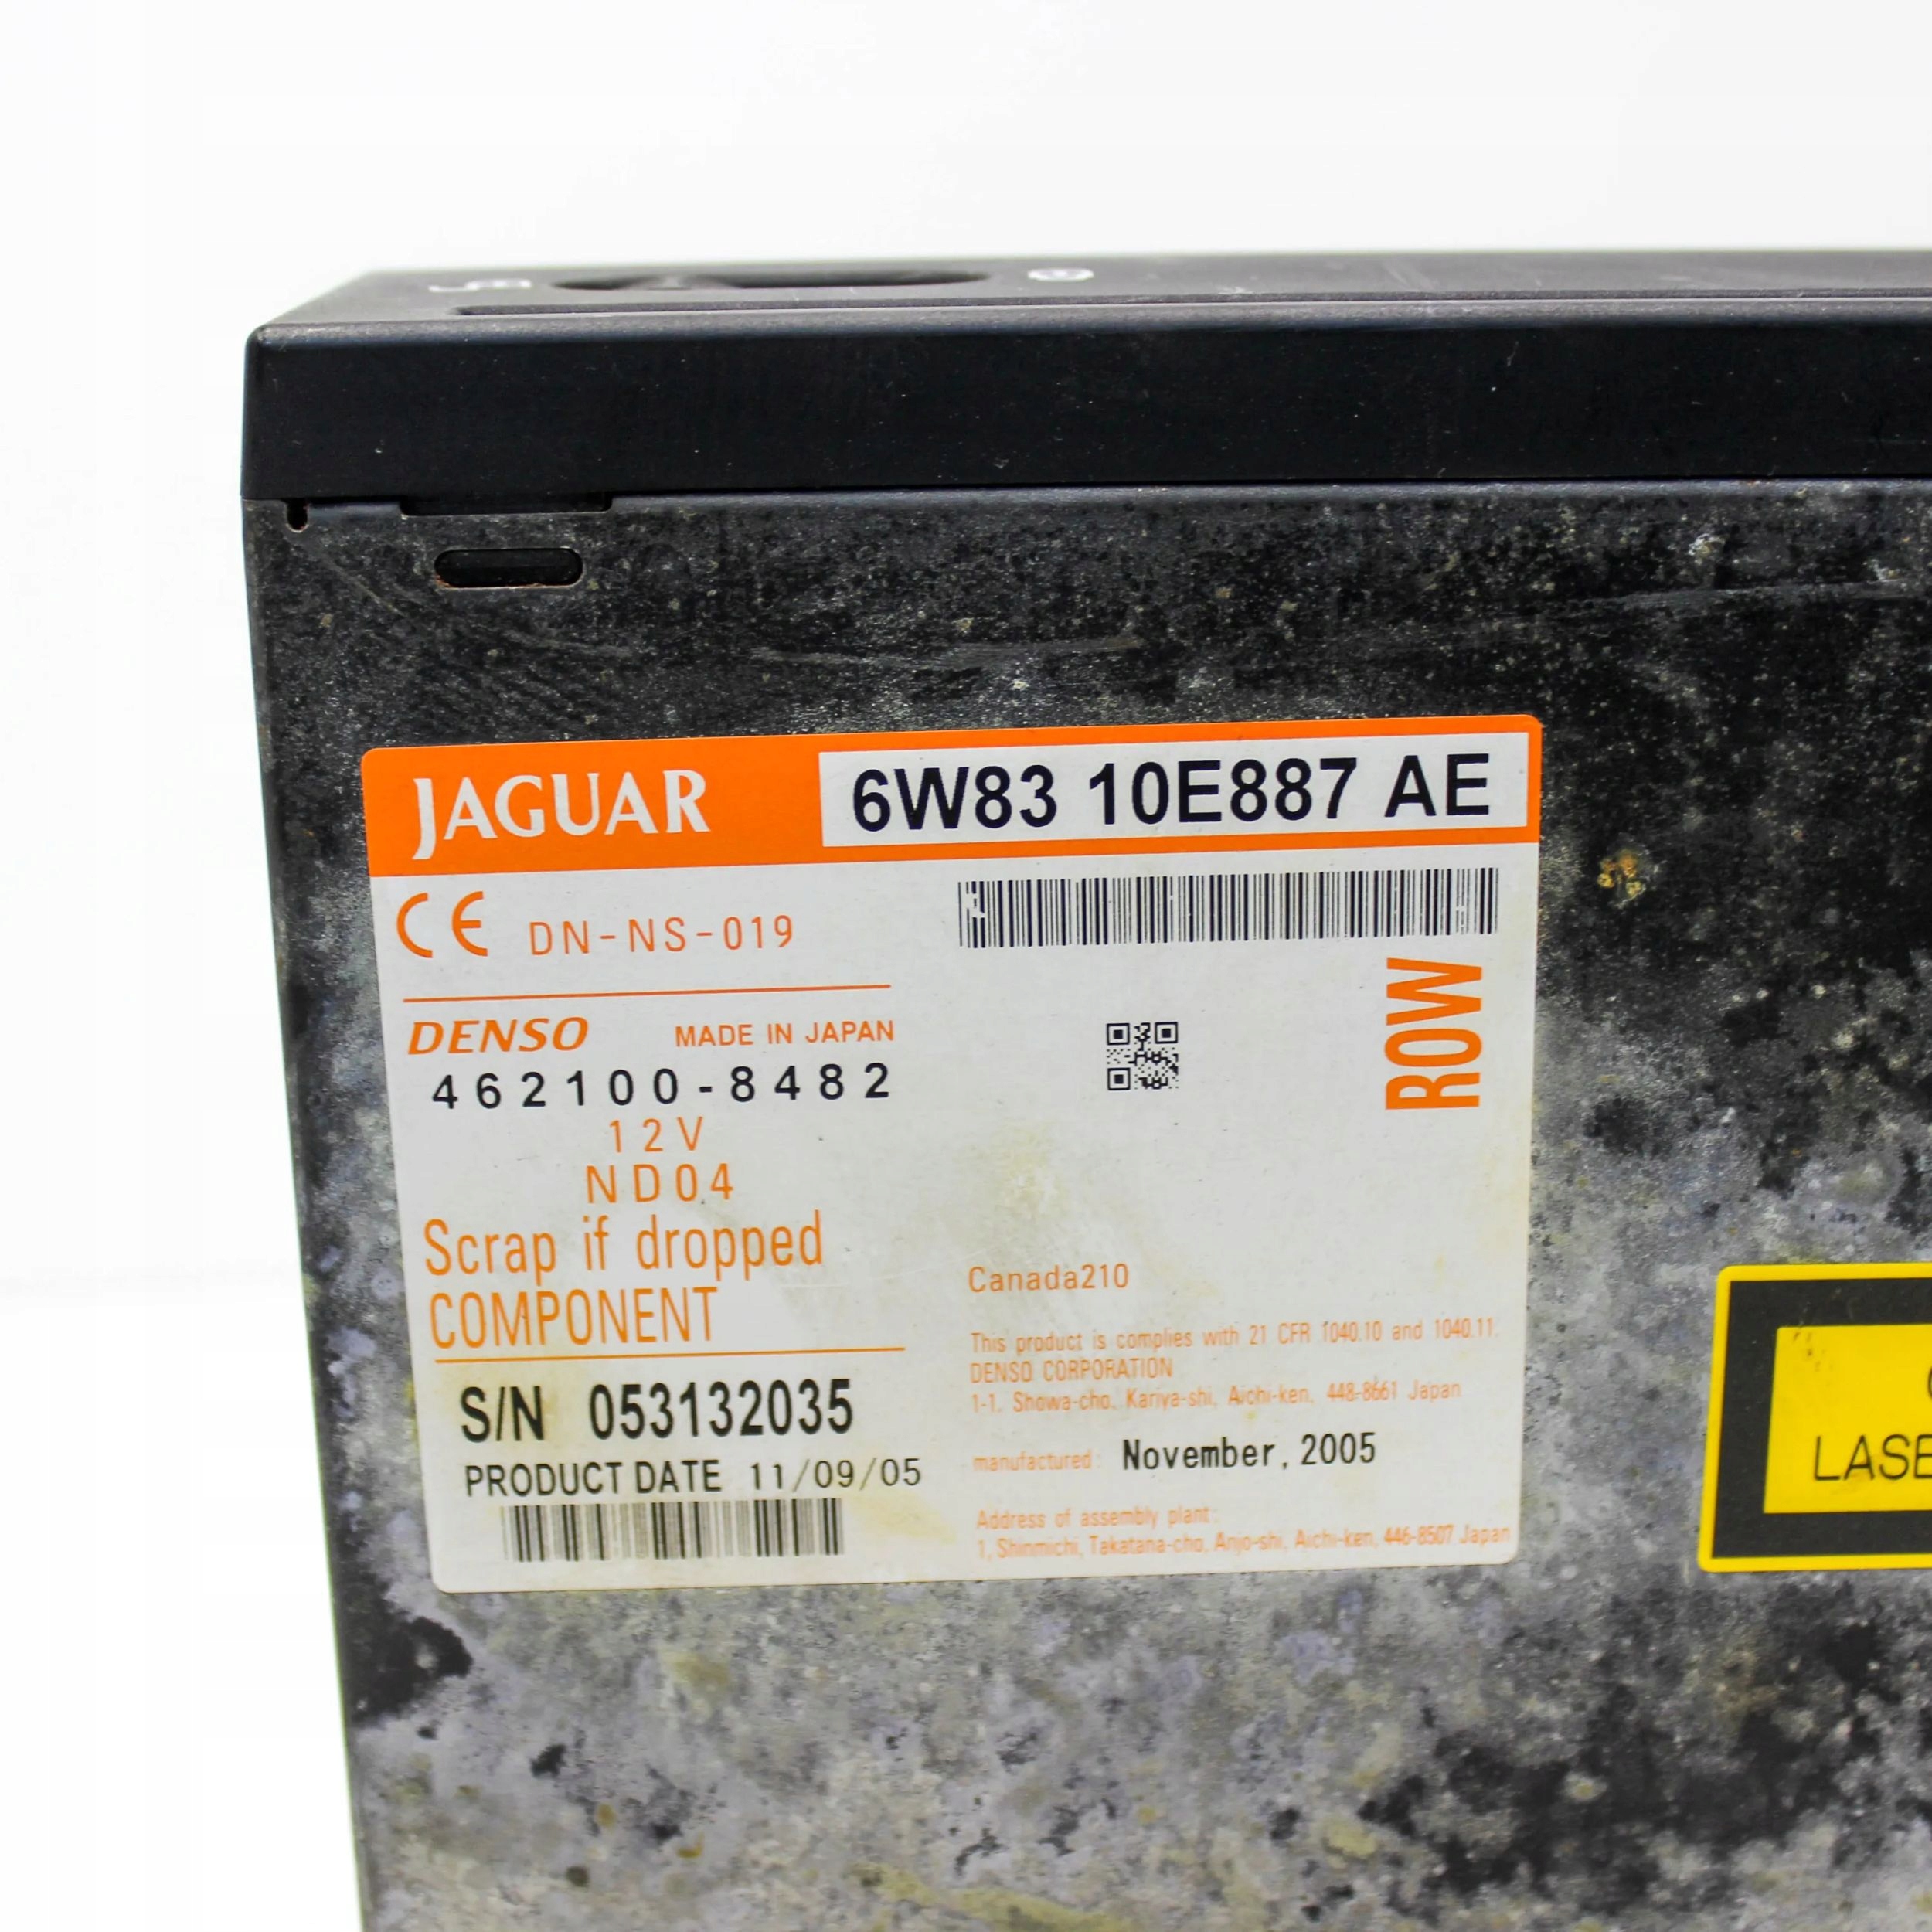 JAGUAR 6W83 10E887 AE
CE DN-NS-019
DENSO MADE IN JAPAN
462100-8482
12V
ND04
Scrap if dropped
COMPONENT
S/N 053132035
PRODUCT DATE 11/09/05
ROW
Canada210
This product is complies with 21 CFR 1040.10 and 1040.11.
DENSO CORPORATION
1-1, Showa-cho, Kariya-shi, Aichi-ken, 448-8661 Japan
manufactured: November, 2005
Address of assembly plant:
1, Shinmichi, Takatana-cho, Anjo-shi, Aichi-ken, 446-8507 Japan